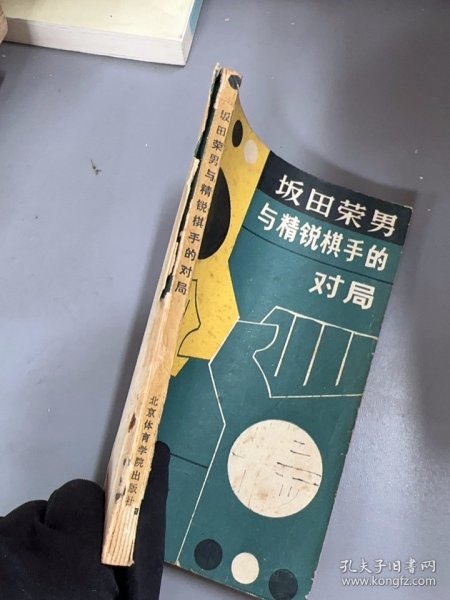 坂田荣男与精锐棋手的对局
北京体育学院出版社
坂田荣男
与精锐棋手的
对局
孔夫子旧书网
www.kongfz.com